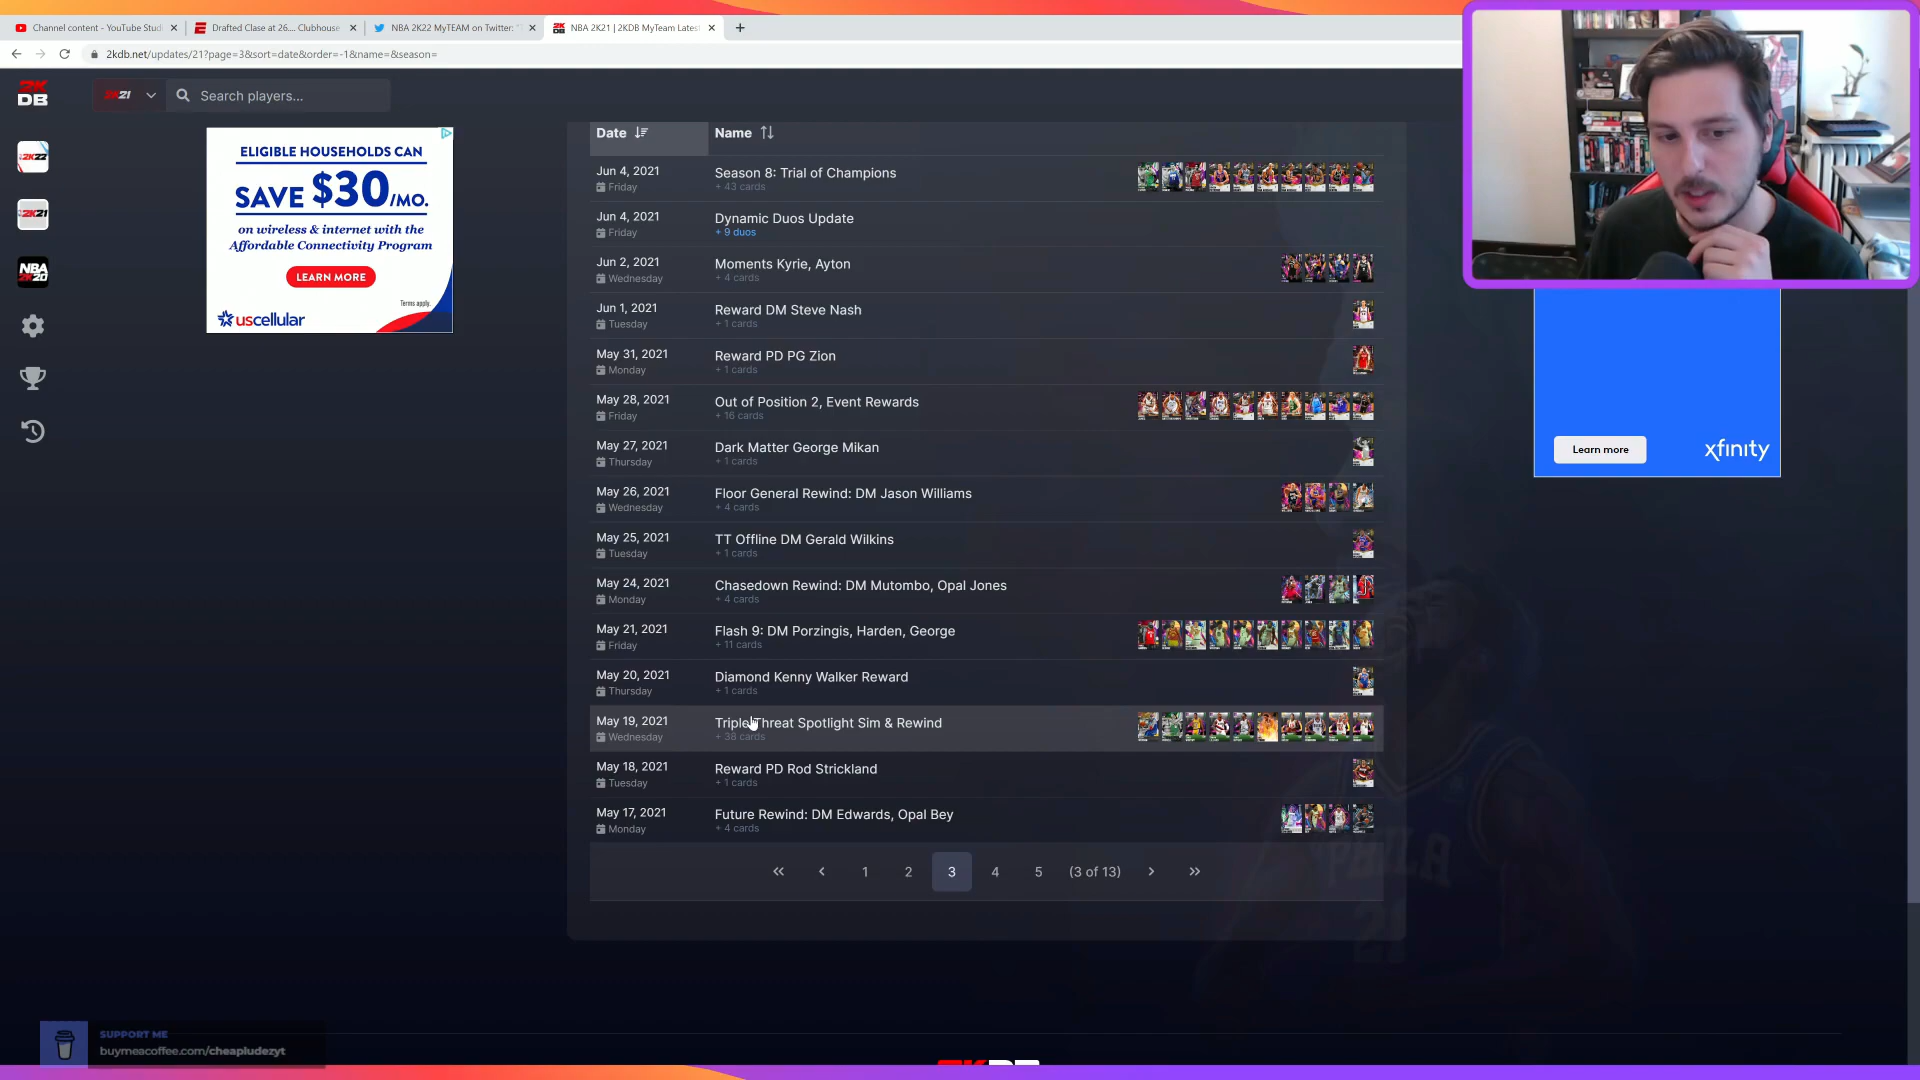 Channel content - YouTube Studi
Drafted Clase at 26.... Clubhouse
NBA 2K22 MyTEAM on Twitter: "
NBA 2K21 | 2KDB MyTeam Lates
2kdb.net/updates/21?page=3&sort=date&order=-1&name=&season=
2K
DB
2K21
Search players...
2K22
2K21
NBA
2K20
ELIGIBLE HOUSEHOLDS CAN
SAVE $30/MO.
on wireless & internet with the
Affordable Connectivity Program
LEARN MORE
Terms apply.
uscellular
Date
Name
Jun 4, 2021
Friday
Season 8: Trial of Champions
+ 43 cards
Jun 4, 2021
Friday
Dynamic Duos Update
+ 9 duos
Jun 2, 2021
Wednesday
Moments Kyrie, Ayton
+ 4 cards
Jun 1, 2021
Tuesday
Reward DM Steve Nash
+ 1 cards
May 31, 2021
Monday
Reward PD PG Zion
+ 1 cards
May 28, 2021
Friday
Out of Position 2, Event Rewards
+ 16 cards
May 27, 2021
Thursday
Dark Matter George Mikan
+ 1 cards
May 26, 2021
Wednesday
Floor General Rewind: DM Jason Williams
+ 4 cards
May 25, 2021
Tuesday
TT Offline DM Gerald Wilkins
+ 1 cards
May 24, 2021
Monday
Chasedown Rewind: DM Mutombo, Opal Jones
+ 4 cards
May 21, 2021
Friday
Flash 9: DM Porzingis, Harden, George
+ 11 cards
May 20, 2021
Thursday
Diamond Kenny Walker Reward
+ 1 cards
May 19, 2021
Wednesday
Triple Threat Spotlight Sim & Rewind
+ 38 cards
May 18, 2021
Tuesday
Reward PD Rod Strickland
+ 1 cards
May 17, 2021
Monday
Future Rewind: DM Edwards, Opal Bey
+ 4 cards
« ‹ 1 2 3 4 5 (3 of 13) › »
Learn more
xfinity
PHILA
21
SUPPORT ME
buymeacoffee.com/cheapludezyt